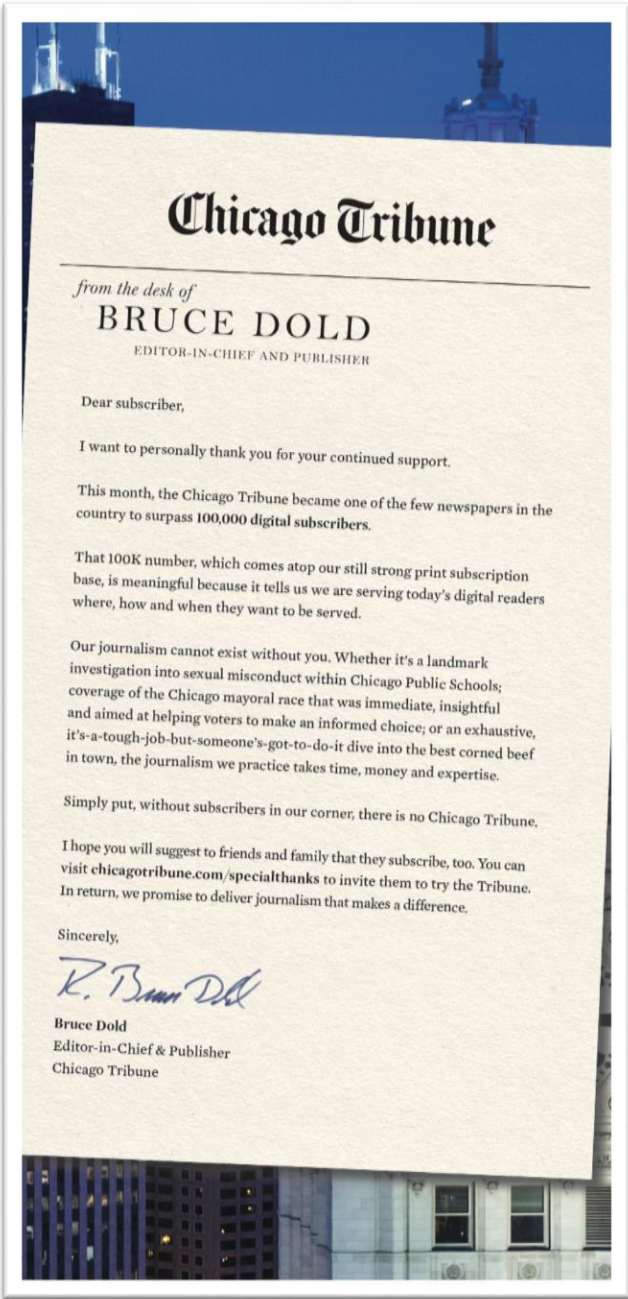 Chicago Tribune
from the desk of
BRUCE DOLD
EDITOR-IN-CHIEF AND PUBLISHER
Dear subscriber,
I want to personally thank you for your continued support.
This month, the Chicago Tribune became one of the few newspapers in the
country to surpass 100,000 digital subscribers.
That 100K number, which comes atop our still strong print subscription
base, is meaningful because it tells us we are serving today's digital readers
where, how and when they want to be served.
Our journalism cannot exist without you. Whether it's a landmark
investigation into sexual misconduct within Chicago Public Schools;
coverage of the Chicago mayoral race that was immediate, insightful
and aimed at helping voters to make an informed choice; or an exhaustive,
it's-a-tough-job-but-someone's-got-to-do-it dive into the best corned beef
in town, the journalism we practice takes time, money and expertise.
Simply put, without subscribers in our corner, there is no Chicago Tribune.
I hope you will suggest to friends and family that they subscribe, too. You can
visit chicagotribune.com/specialthanks to invite them to try the Tribune.
In return, we promise to deliver journalism that makes a difference.
Sincerely,
R. Bruce Dold
Bruce Dold
Editor-in-Chief & Publisher
Chicago Tribune